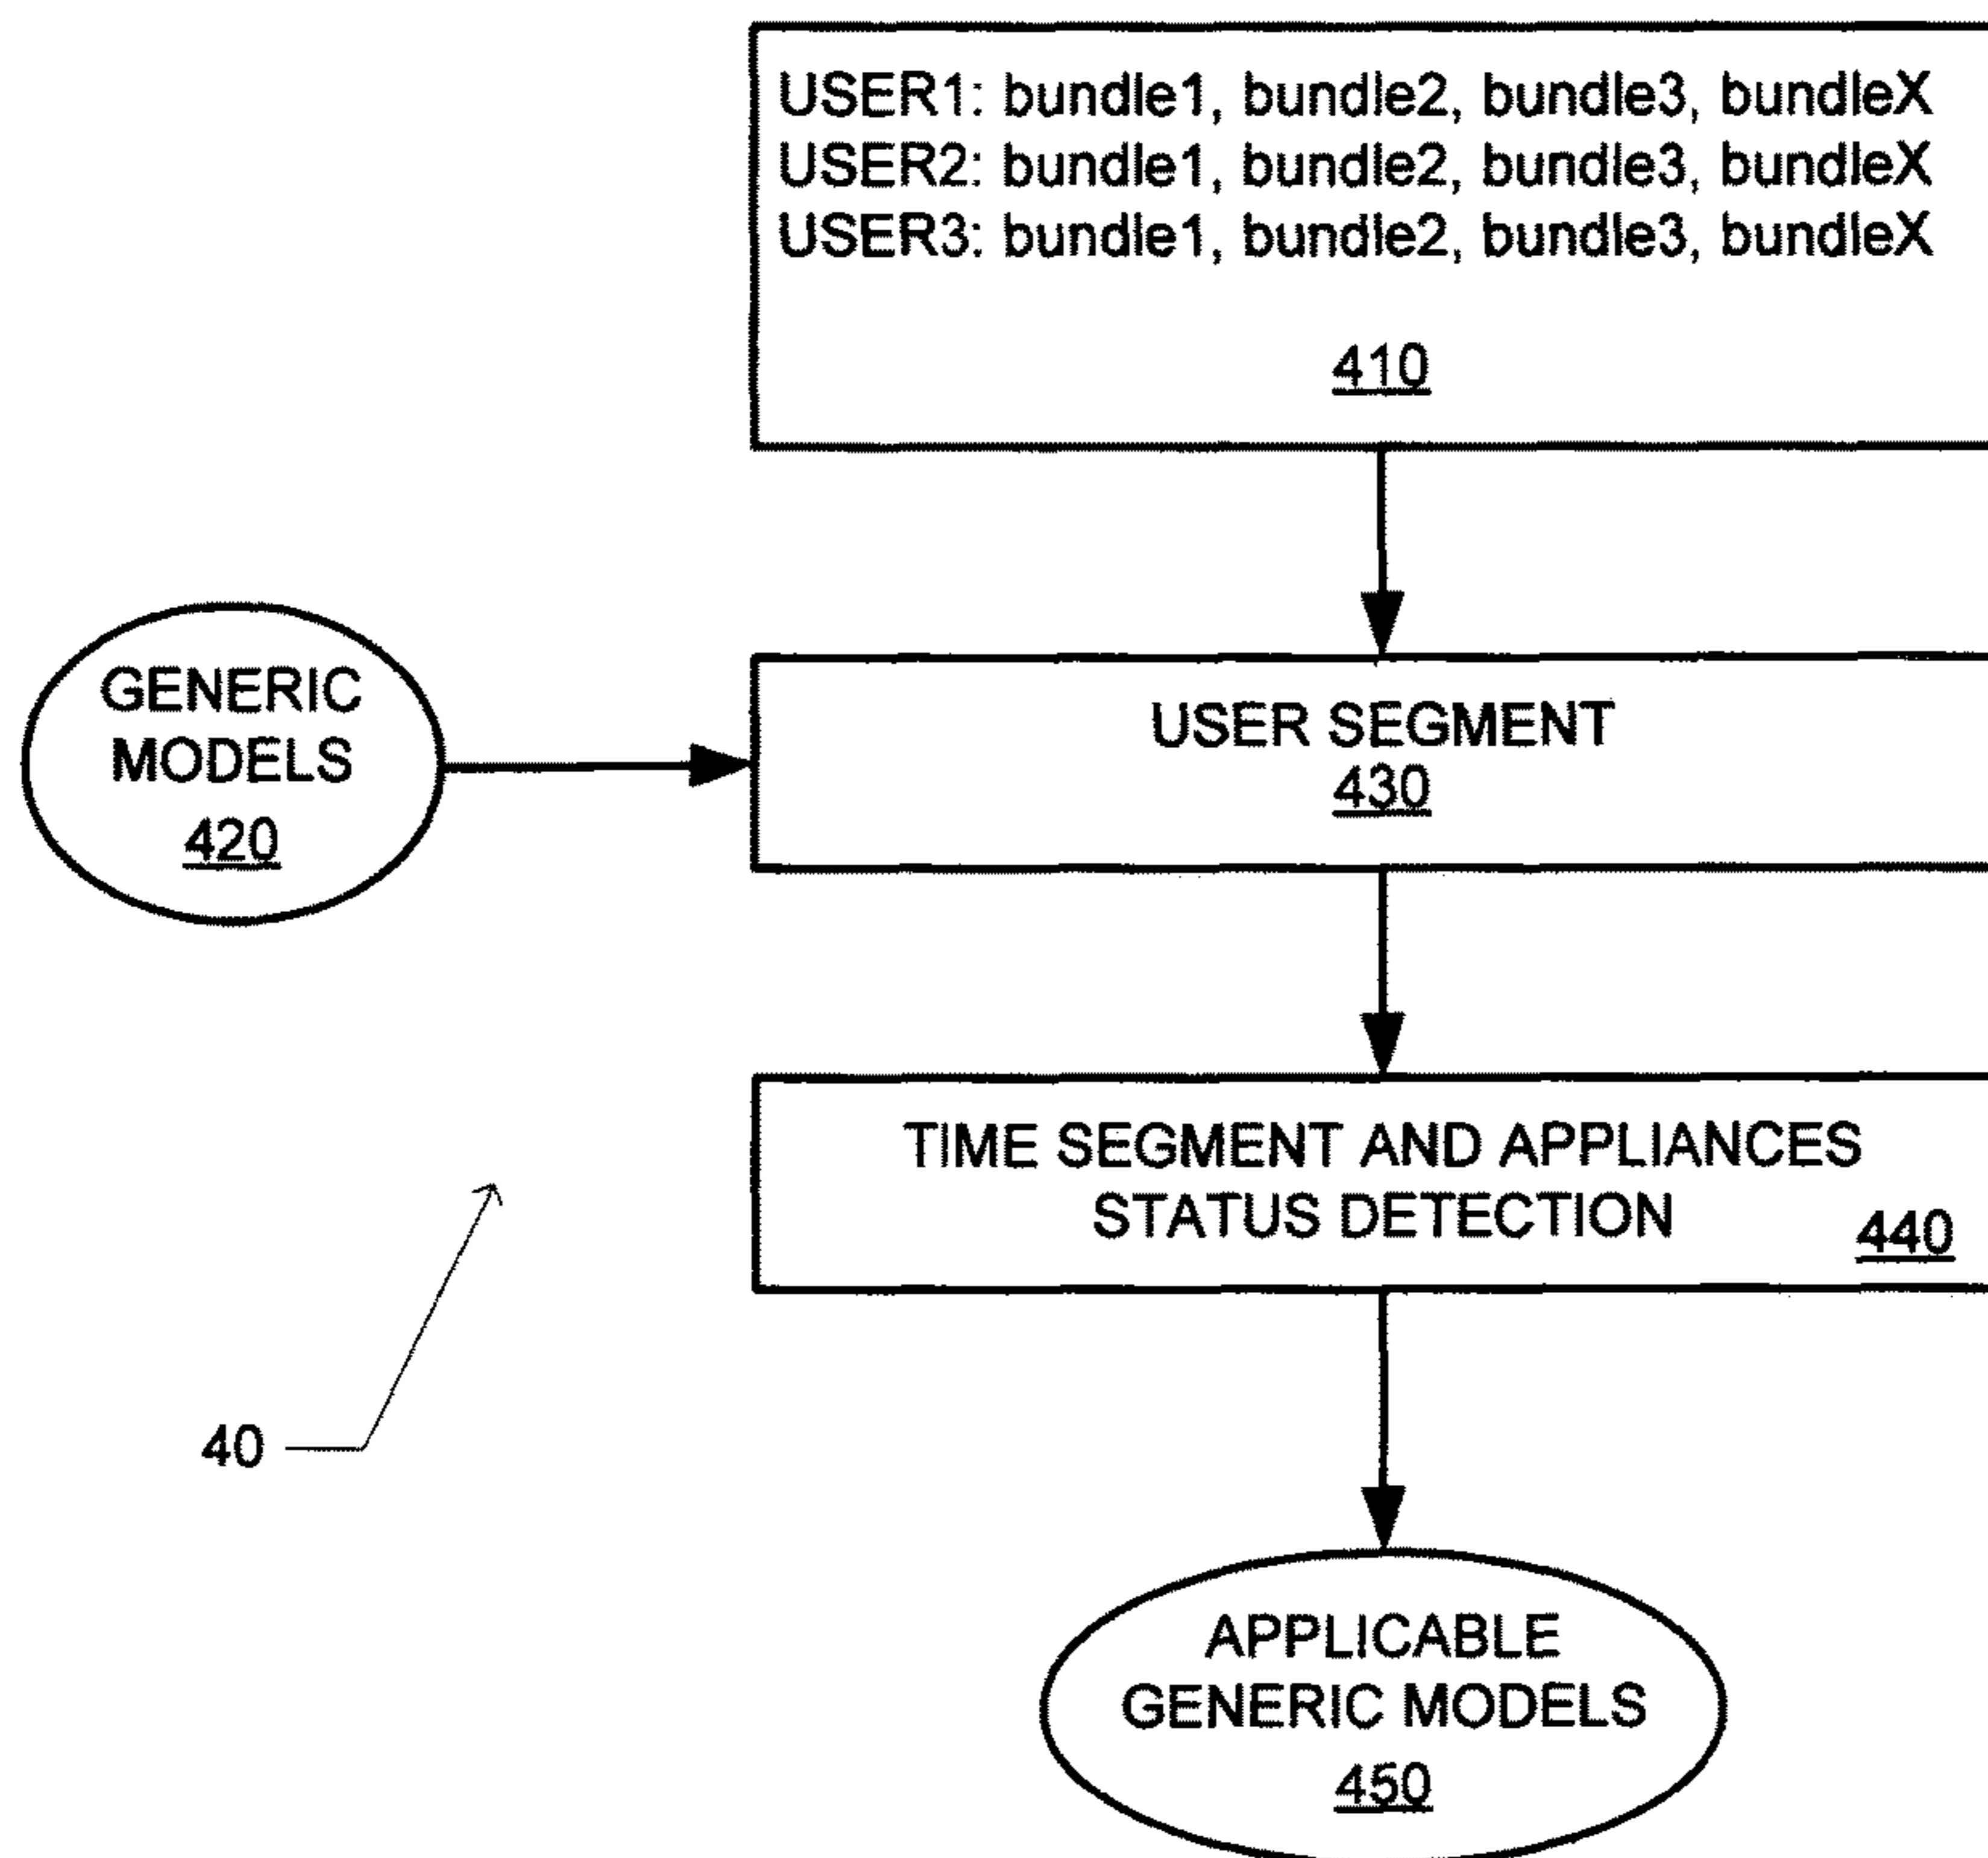 USER1: bundle1, bundle2, bundle3, bundleX
USER2: bundle1, bundle2, bundle3, bundleX
USER3: bundle1, bundle2, bundle3, bundleX
410
GENERIC
MODELS
420
USER SEGMENT
430
TIME SEGMENT AND APPLIANCES
STATUS DETECTION
440
40
APPLICABLE
GENERIC MODELS
450